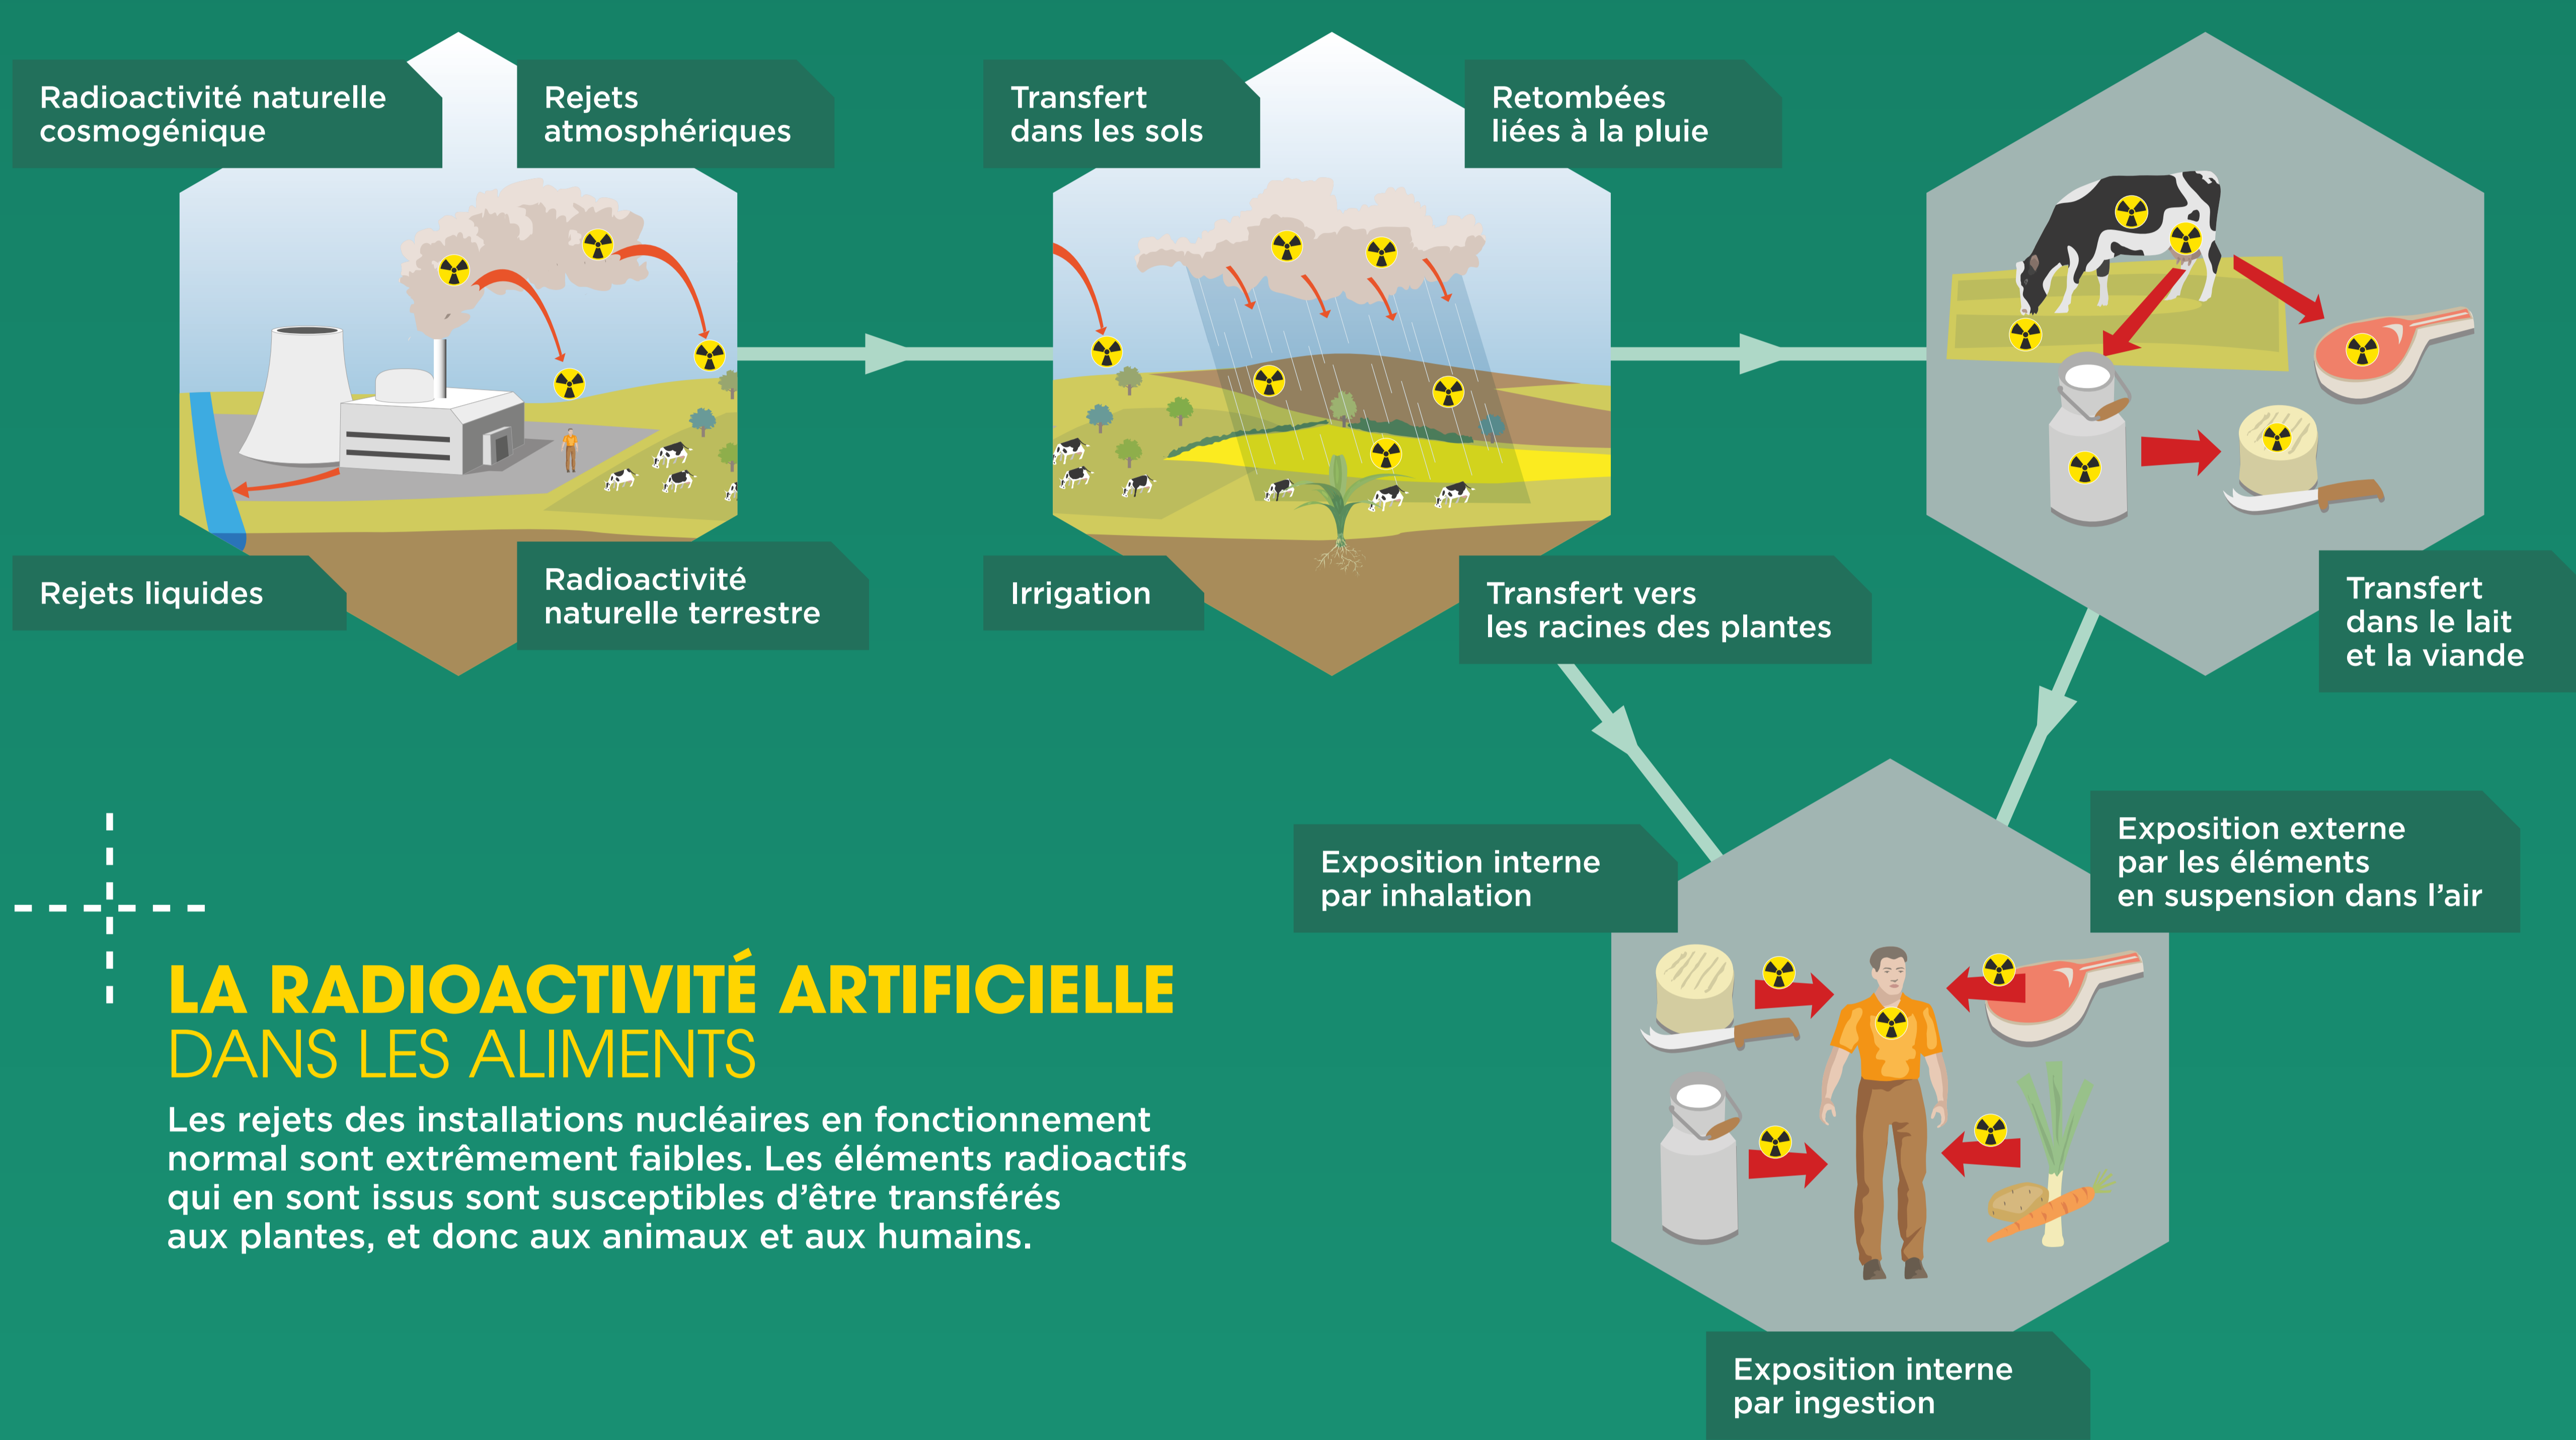 Radioactivité naturelle
cosmogénique
Rejets
atmosphériques
Transfert
dans les sols
Retombées
liées à la pluie
Rejets liquides
Radioactivité
naturelle terrestre
Irrigation
Transfert vers
les racines des plantes
Transfert
dans le lait
et la viande
Exposition interne
par inhalation
Exposition externe
par les éléments
en suspension dans l’air
LA RADIOACTIVITÉ ARTIFICIELLE
DANS LES ALIMENTS
Les rejets des installations nucléaires en fonctionnement
normal sont extrêmement faibles. Les éléments radioactifs
qui en sont issus sont susceptibles d’être transférés
aux plantes, et donc aux animaux et aux humains.
Exposition interne
par ingestion